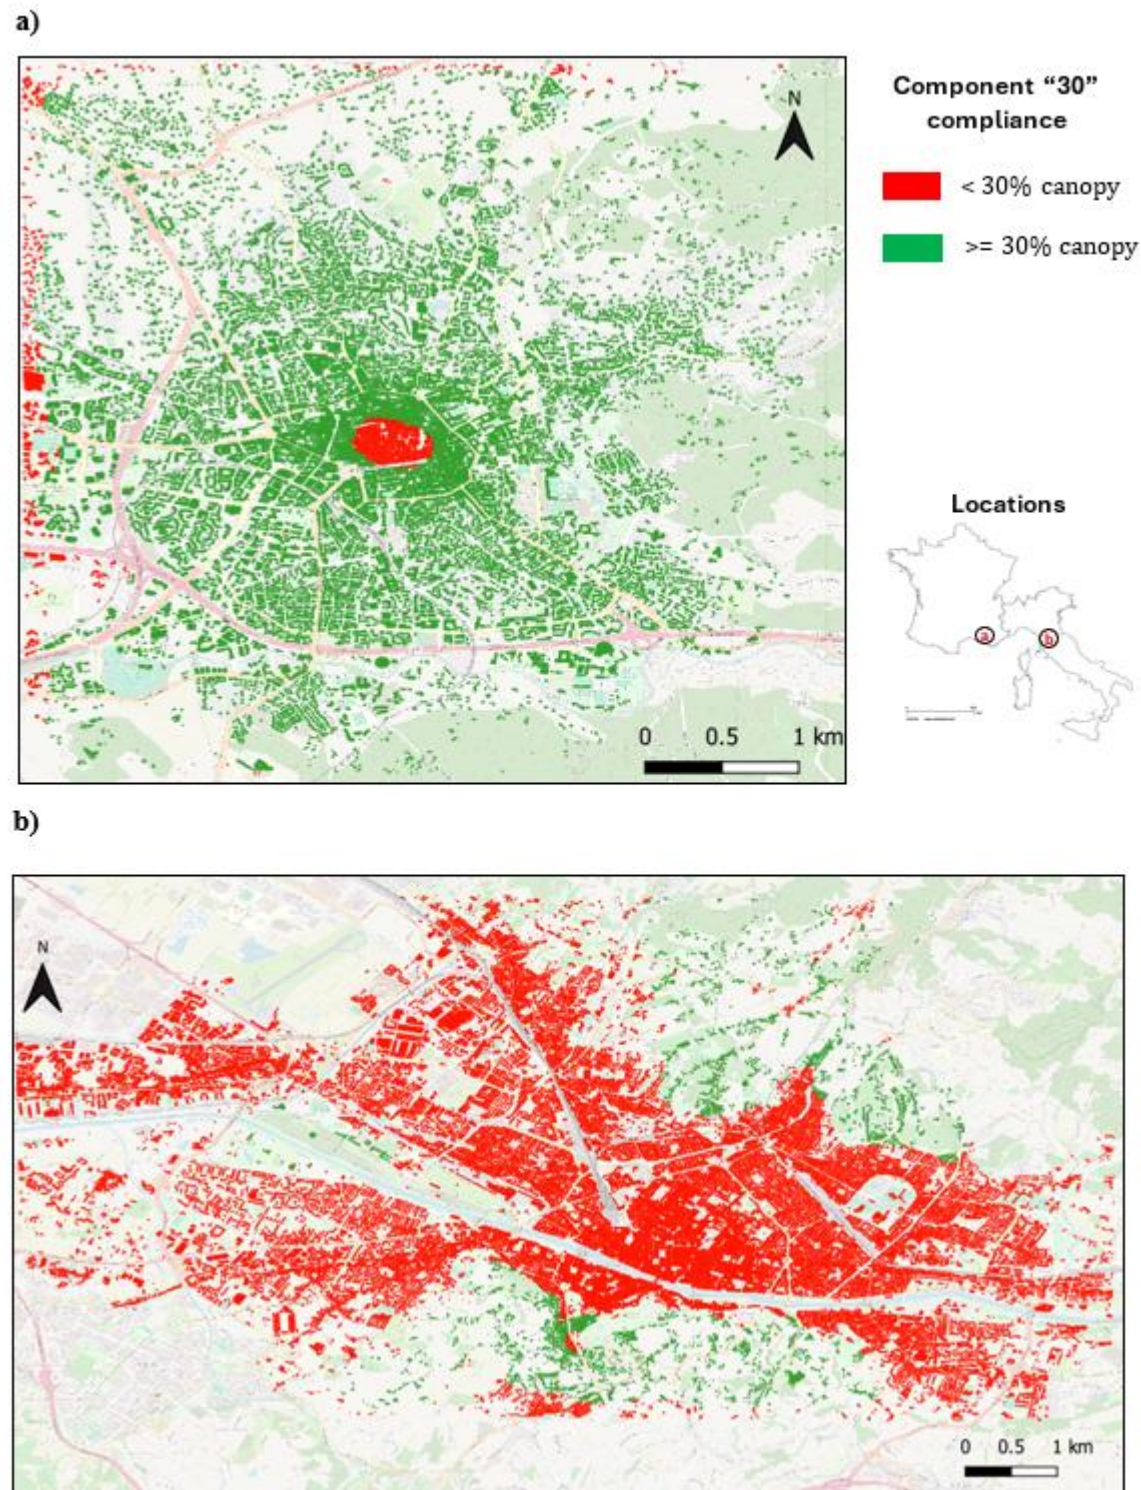 a)
N
Component “30”
compliance
< 30% canopy
>= 30% canopy
Locations
a
b
0 0.5 1 km
b)
N
0 0.5 1 km